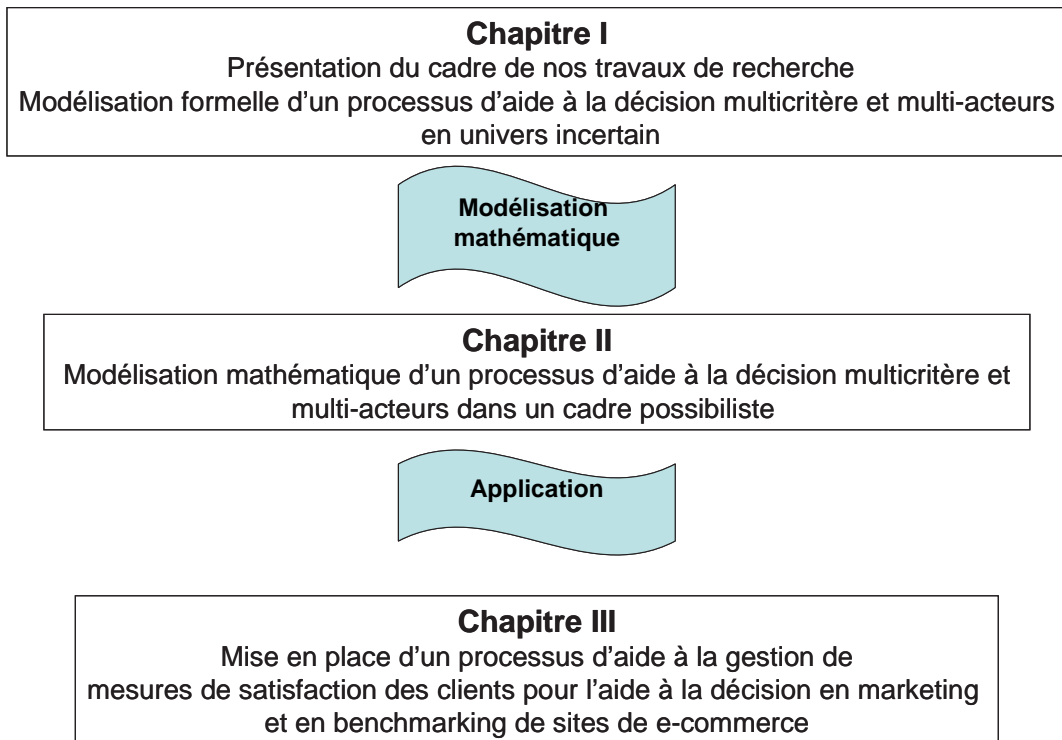 Chapitre I
Présentation du cadre de nos travaux de recherche
Modélisation formelle d'un processus d'aide à la décision multicritère et multi-acteurs
en univers incertain
Modélisation
mathématique
Chapitre II
Modélisation mathématique d'un processus d'aide à la décision multicritère et
multi-acteurs dans un cadre possibiliste
Application
Chapitre III
Mise en place d'un processus d'aide à la gestion de
mesures de satisfaction des clients pour l'aide à la décision en marketing
et en benchmarking de sites de e-commerce